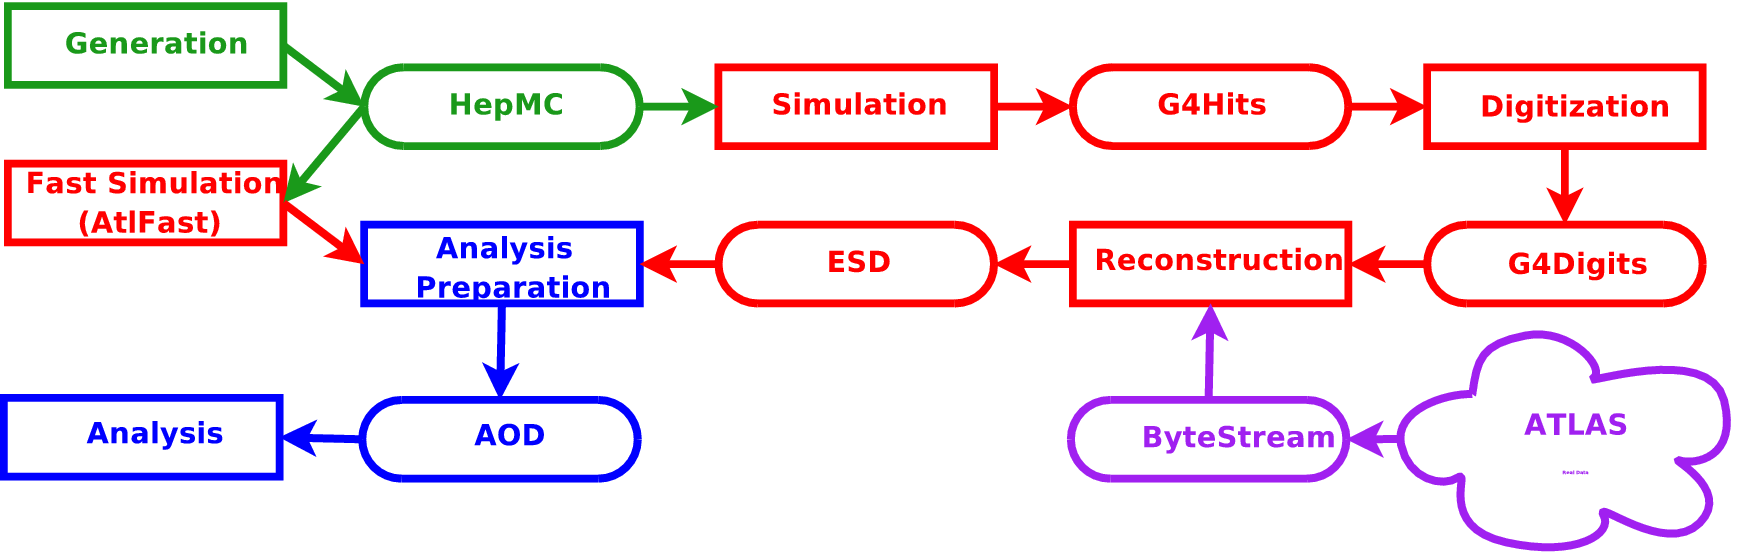 Generation
HepMC
Simulation
G4Hits
Digitization
Fast Simulation
(AtlFast)
Analysis
Preparation
ESD
Reconstruction
G4Digits
Analysis
AOD
ByteStream
ATLAS
Real Data